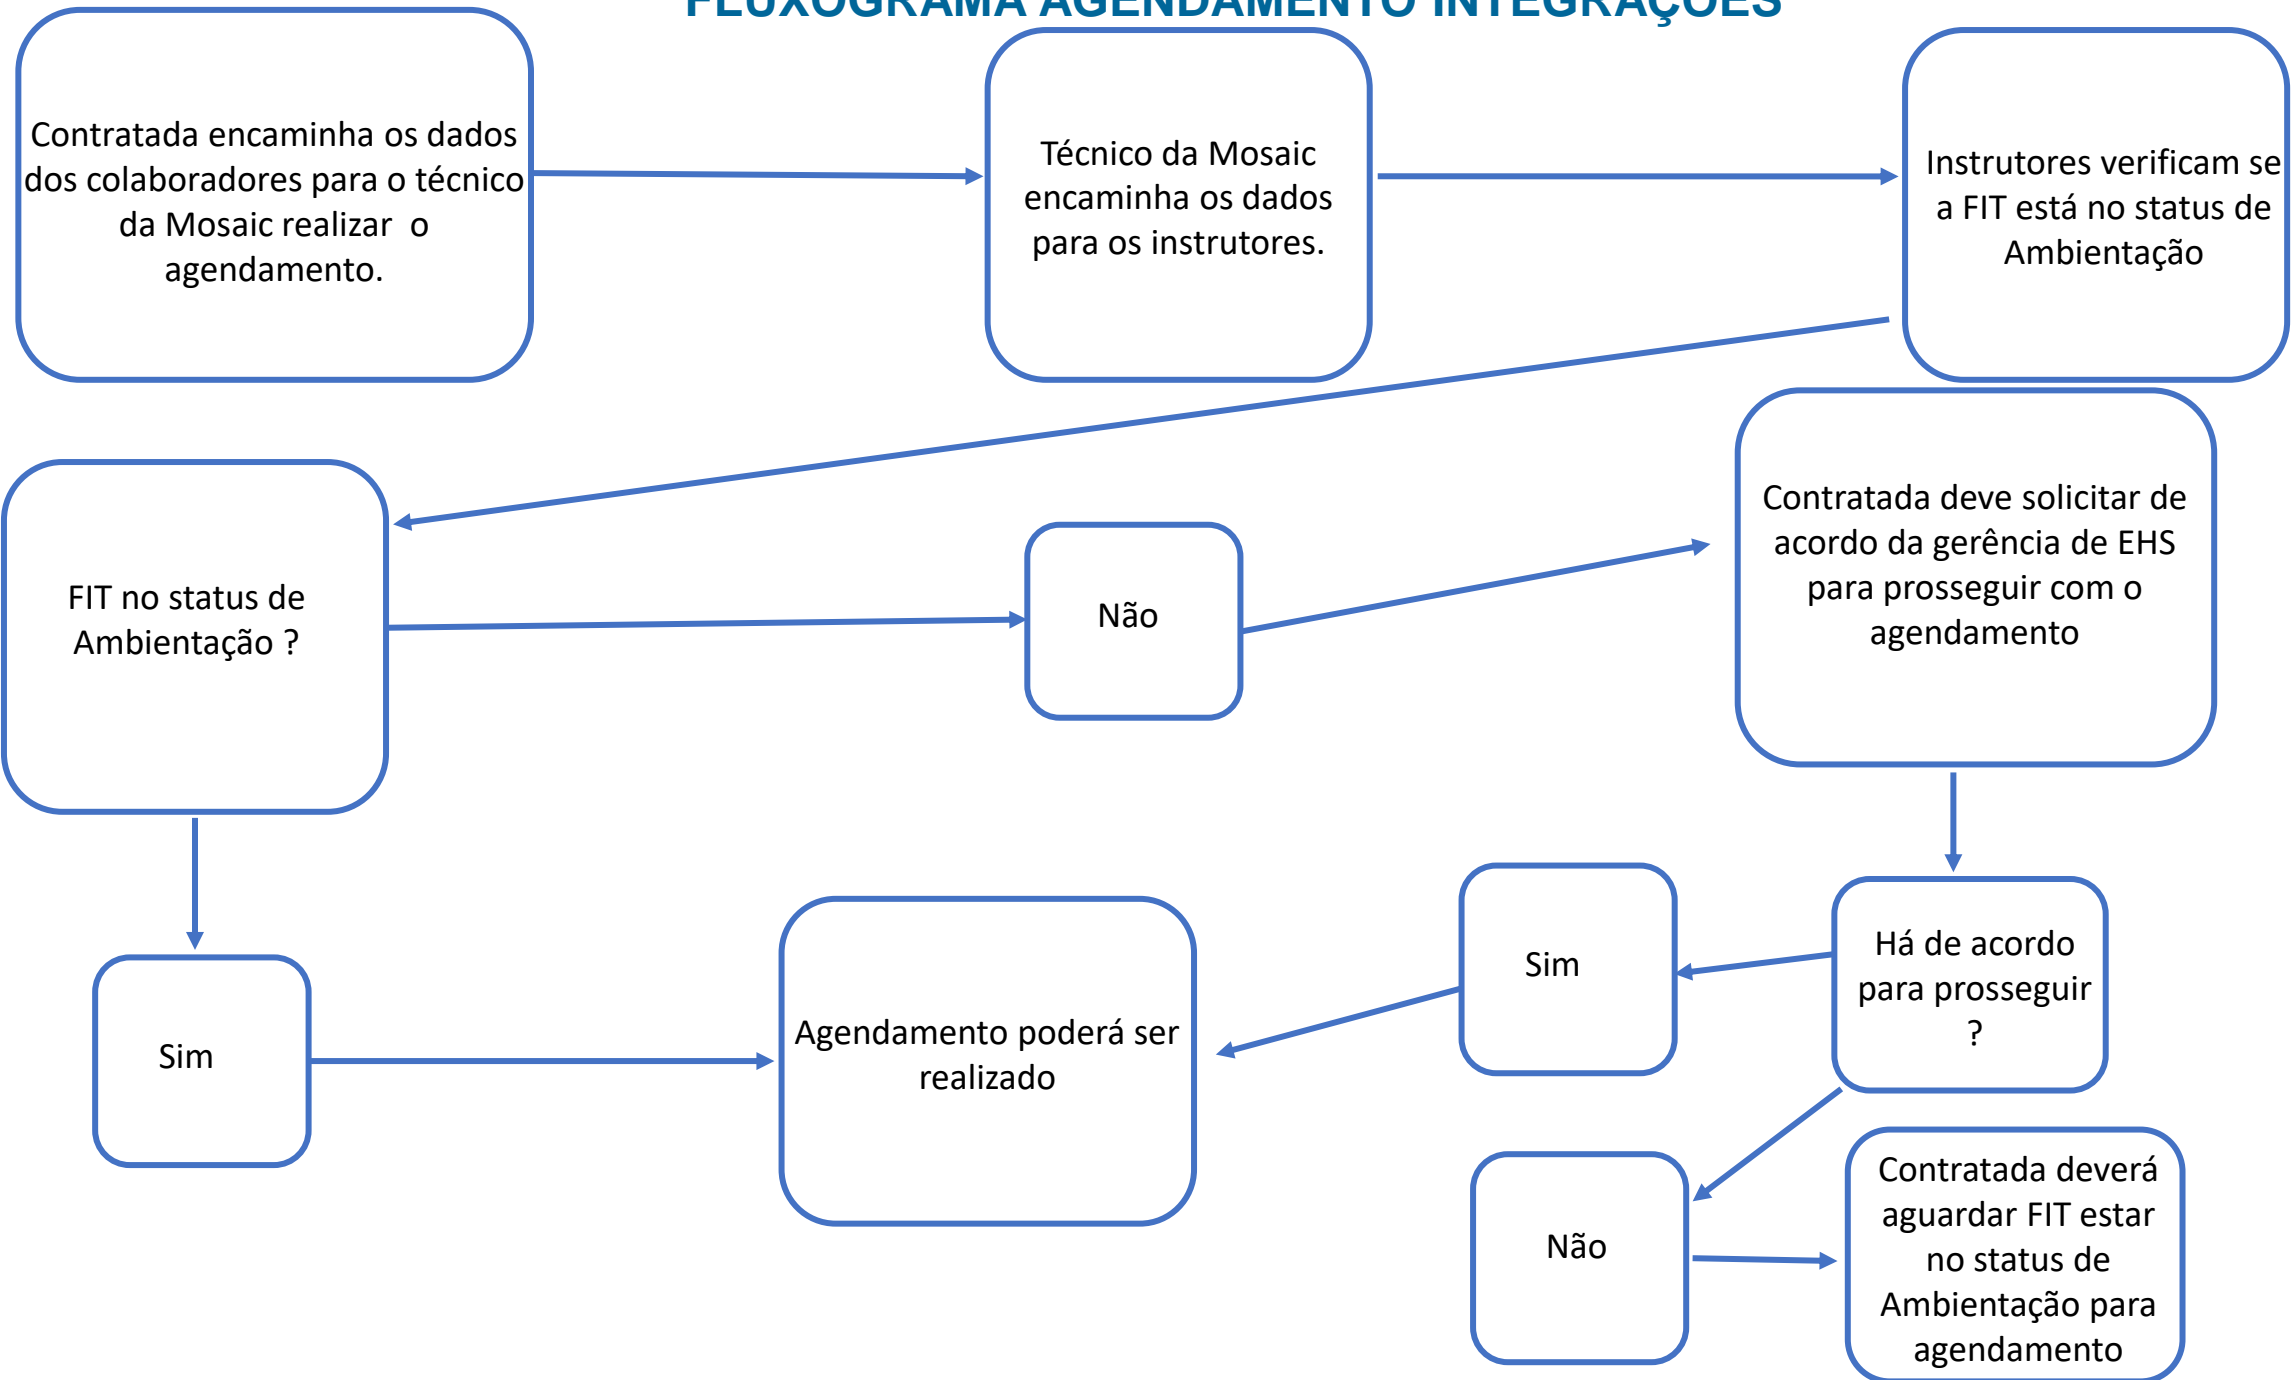 FLUXOGRAMA AGENDAMENTO INTEGRAÇÕES
Contratada encaminha os dados
dos colaboradores para o técnico
da Mosaic realizar o
agendamento.
Técnico da Mosaic
encaminha os dados
para os instrutores.
Instrutores verificam se
a FIT está no status de
Ambientação
FIT no status de
Ambientação ?
Não
Contratada deve solicitar de
acordo da gerência de EHS
para prosseguir com o
agendamento
Sim
Agendamento poderá ser
realizado
Sim
Há de acordo
para prosseguir
?
Não
Contratada deverá
aguardar FIT estar
no status de
Ambientação para
agendamento